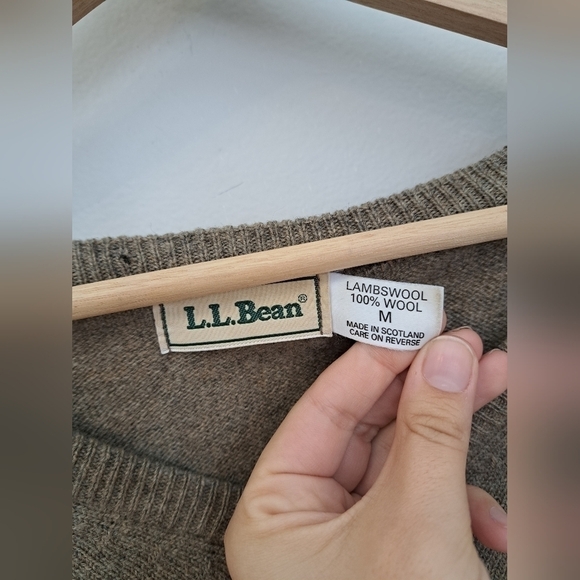 L.L.Bean®
LAMBSWOOL
100% WOOL
M
MADE IN SCOTLAND
CARE ON REVERSE